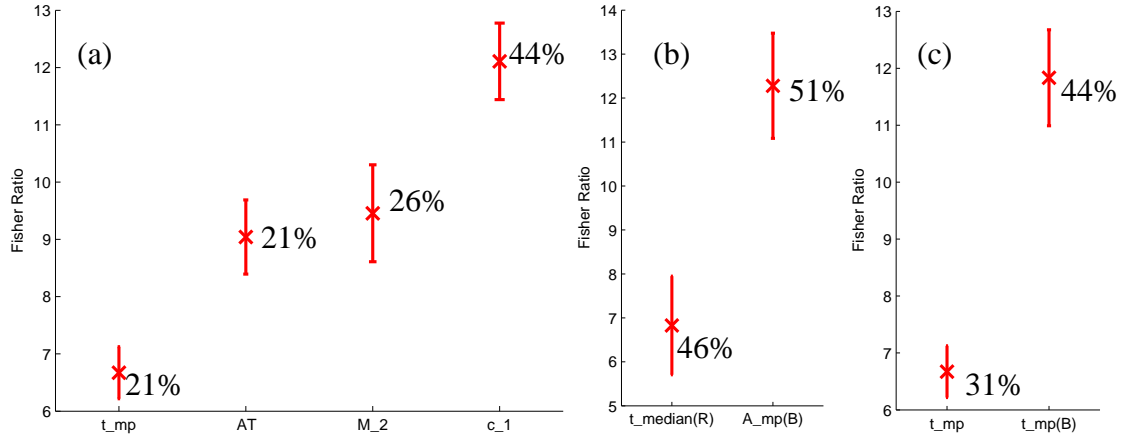 (a)
Fisher Ratio
13
12
11
10
9
8
7
6
21%
21%
26%
44%
t_mp
AT
M_2
c_1
(b)
Fisher Ratio
14
13
12
11
10
9
8
7
6
5
46%
51%
t_median(R)
A_mp(B)
(c)
Fisher Ratio
13
12
11
10
9
8
7
6
31%
44%
t_mp
t_mp(B)